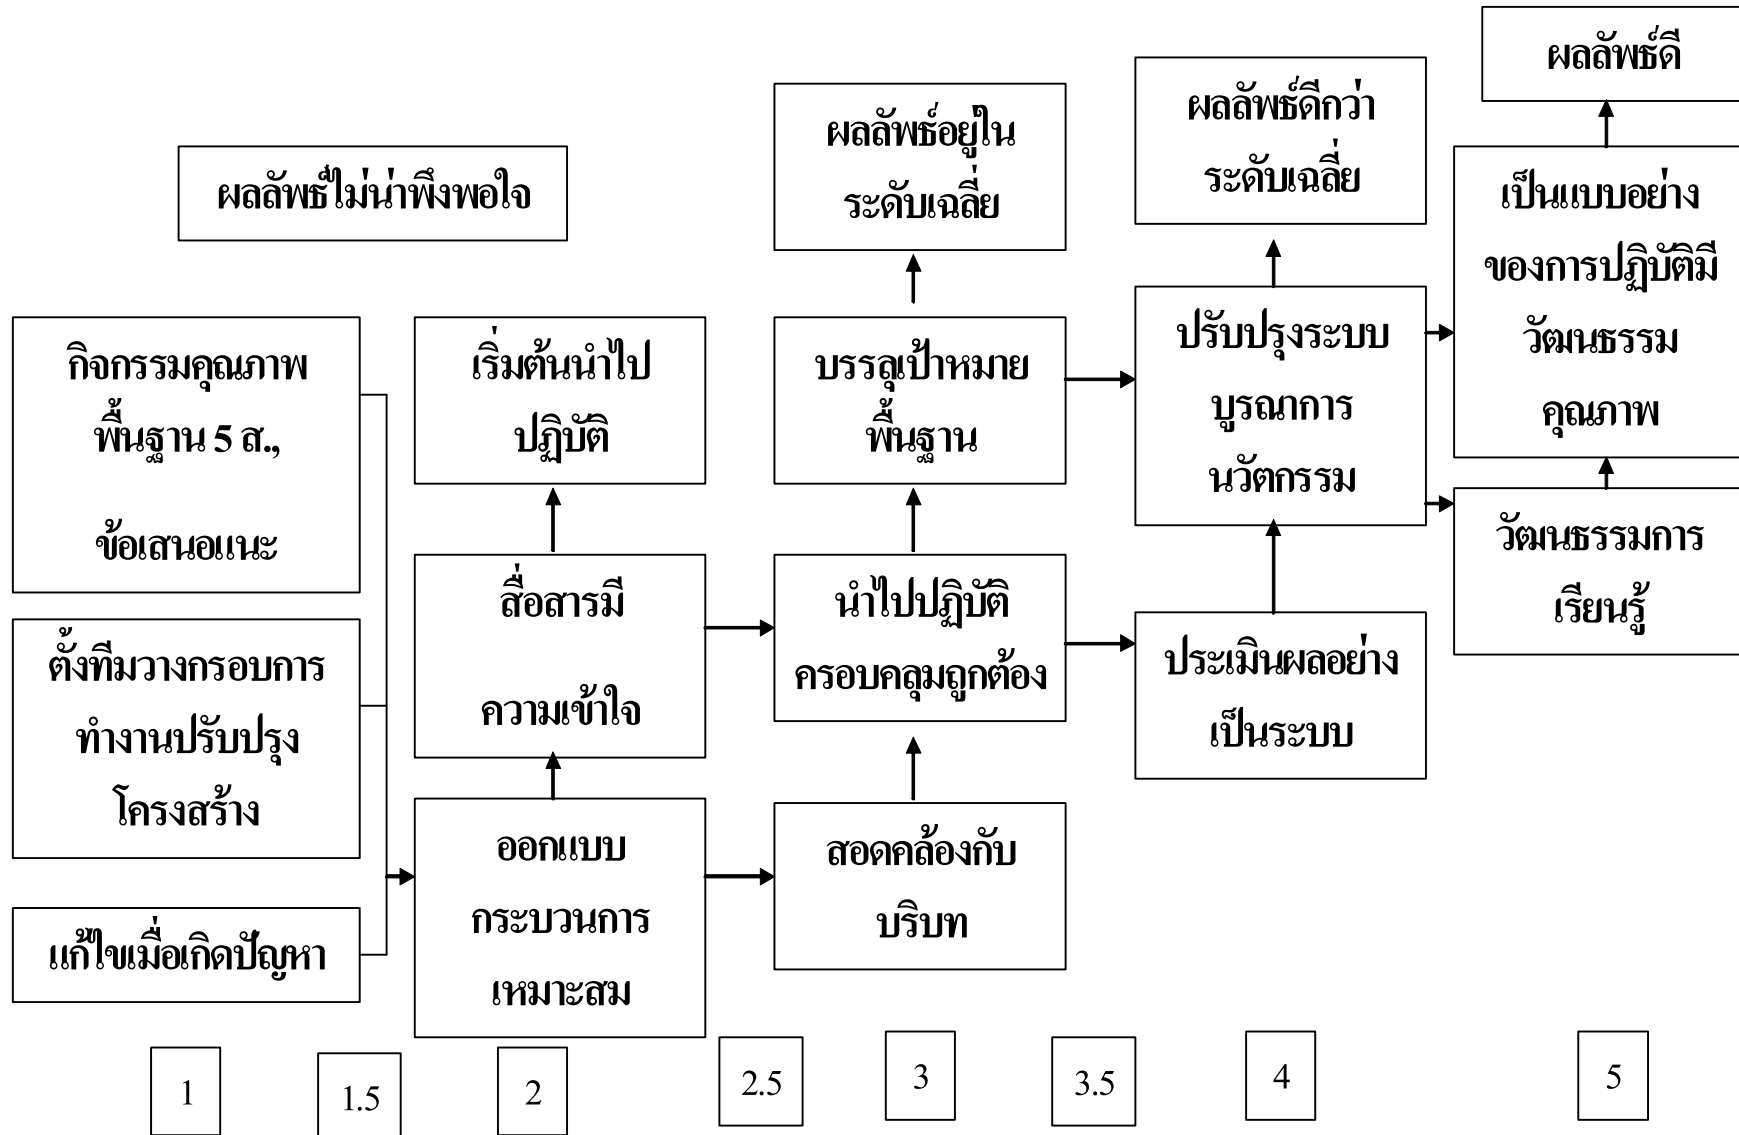 ผลลัพธ์ไม่น่าพึงพอใจ
ผลลัพธ์อยู่ใน
ระดับเฉลี่ย
ผลลัพธ์ดีกว่า
ระดับเฉลี่ย
ผลลัพธ์ดี
กิจกรรมคุณภาพ
พื้นฐาน 5 ส.,
ข้อเสนอแนะ
ตั้งทีมวางกรอบการ
ทำงานปรับปรุง
โครงสร้าง
แก้ไขเมื่อเกิดปัญหา
เริ่มต้นนำไป
ปฏิบัติ
สื่อสารมี
ความเข้าใจ
ออกแบบ
กระบวนการ
เหมาะสม
บรรลุเป้าหมาย
พื้นฐาน
นำไปปฏิบัติ
ครอบคลุมถูกต้อง
สอดคล้องกับ
บริบท
ปรับปรุงระบบ
บูรณาการ
นวัตกรรม
ประเมินผลอย่าง
เป็นระบบ
เป็นแบบอย่าง
ของการปฏิบัติมี
วัฒนธรรม
คุณภาพ
วัฒนธรรมการ
เรียนรู้
1
1.5
2
2.5
3
3.5
4
5